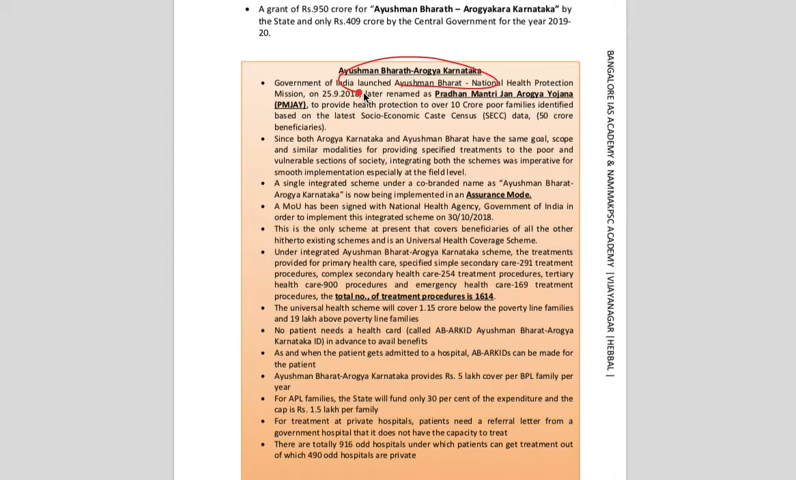 • A grant of Rs.950 crore for "Ayushman Bharath – Arogyakara Karnataka" by
the State and only Rs.409 crore by the Central Government for the year 2019-
20.
Ayushman Bharath-Arogya Karnataka
• Government of India launched Ayushman Bharat - National Health Protection
Mission, on 25.9.2018, later renamed as Pradhan Mantri Jan Arogya Yojana
(PMJAY), to provide health protection to over 10 Crore poor families identified
based on the latest Socio-Economic Caste Census (SECC) data, (50 crore
beneficiaries).
• Since both Arogya Karnataka and Ayushman Bharat have the same goal, scope
and similar modalities for providing specified treatments to the poor and
vulnerable sections of society, integrating both the schemes was imperative for
smooth implementation especially at the field level.
• A single integrated scheme under a co-branded name as "Ayushman Bharat-
Arogya Karnataka" is now being implemented in an Assurance Mode.
• A MoU has been signed with National Health Agency, Government of India in
order to implement this integrated scheme on 30/10/2018.
• This is the only scheme at present that covers beneficiaries of all the other
hitherto existing schemes and is an Universal Health Coverage Scheme.
• Under integrated Ayushman Bharat-Arogya Karnataka scheme, the treatments
provided for primary health care, specified simple secondary care-291 treatment
procedures, complex secondary health care-254 treatment procedures, tertiary
health care-900 procedures and emergency health care-169 treatment
procedures, the total no., of treatment procedures is 1614.
• The universal health scheme will cover 1.15 crore below the poverty line families
and 19 lakh above poverty line families
• No patient needs a health card (called AB-ARKID Ayushman Bharat-Arogya
Karnataka ID) in advance to avail benefits
• As and when the patient gets admitted to a hospital, AB-ARKIDs can be made for
the patient
• Ayushman Bharat-Arogya Karnataka provides Rs. 5 lakh cover per BPL family per
year
• For APL families, the State will fund only 30 per cent of the expenditure and the
cap is Rs. 1.5 lakh per family
• For treatment at private hospitals, patients need a referral letter from a
government hospital that it does not have the capacity to treat
• There are totally 916 odd hospitals under which patients can get treatment out
of which 490 odd hospitals are private
BANGALORE IAS ACADEMY & NAMMAKPSC ACADEMY |VIJAYANAGAR |HEBBAL |